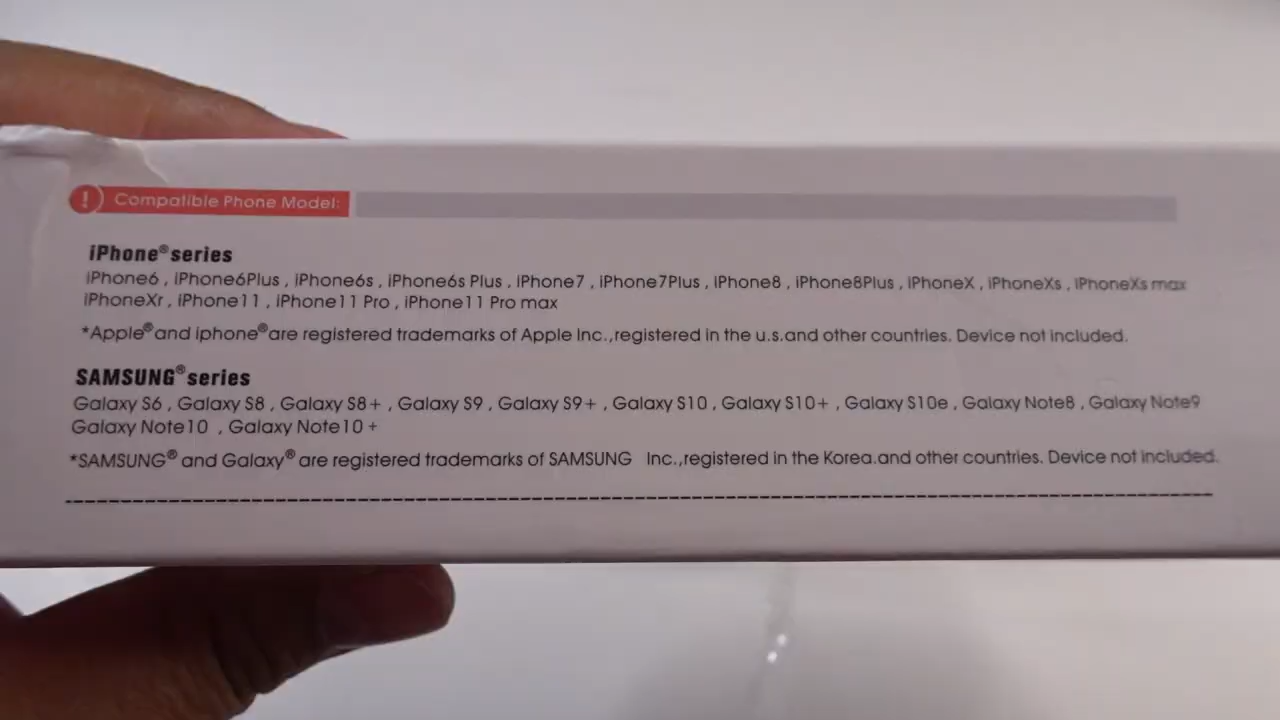 ! Compatible Phone Model:
iPhone® series
iPhone6 , iPhone6Plus , iPhone6s , iPhone6s Plus , iPhone7 , iPhone7Plus , iPhone8 , iPhone8Plus , iPhoneX , iPhoneXs , iPhoneXs max
iPhoneXr , iPhone11 , iPhone11 Pro , iPhone11 Pro max
*Apple® and iphone® are registered trademarks of Apple Inc.,registered in the u.s.and other countries. Device not included.
SAMSUNG® series
Galaxy S6 , Galaxy S8 , Galaxy S8+ , Galaxy S9 , Galaxy S9+ , Galaxy S10 , Galaxy S10+ , Galaxy S10e , Galaxy Note8 , Galaxy Note9
Galaxy Note10 , Galaxy Note10 +
*SAMSUNG® and Galaxy® are registered trademarks of SAMSUNG Inc.,registered in the Korea.and other countries. Device not included.